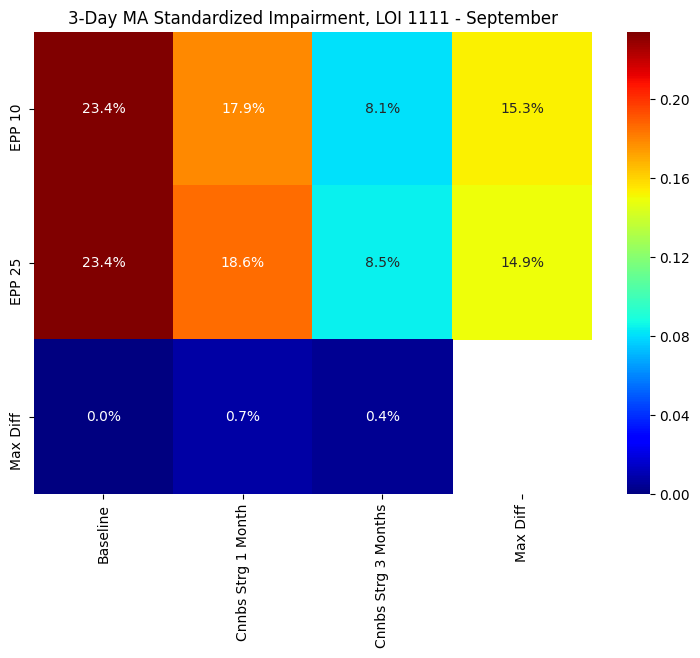 3-Day MA Standardized Impairment, LOI 1111 - September
EPP 10
23.4%
17.9%
8.1%
15.3%
EPP 25
23.4%
18.6%
8.5%
14.9%
Max Diff
0.0%
0.7%
0.4%
Baseline
Cnnbs Strg 1 Month
Cnnbs Strg 3 Months
Max Diff
0.20
0.16
0.12
0.08
0.04
0.00